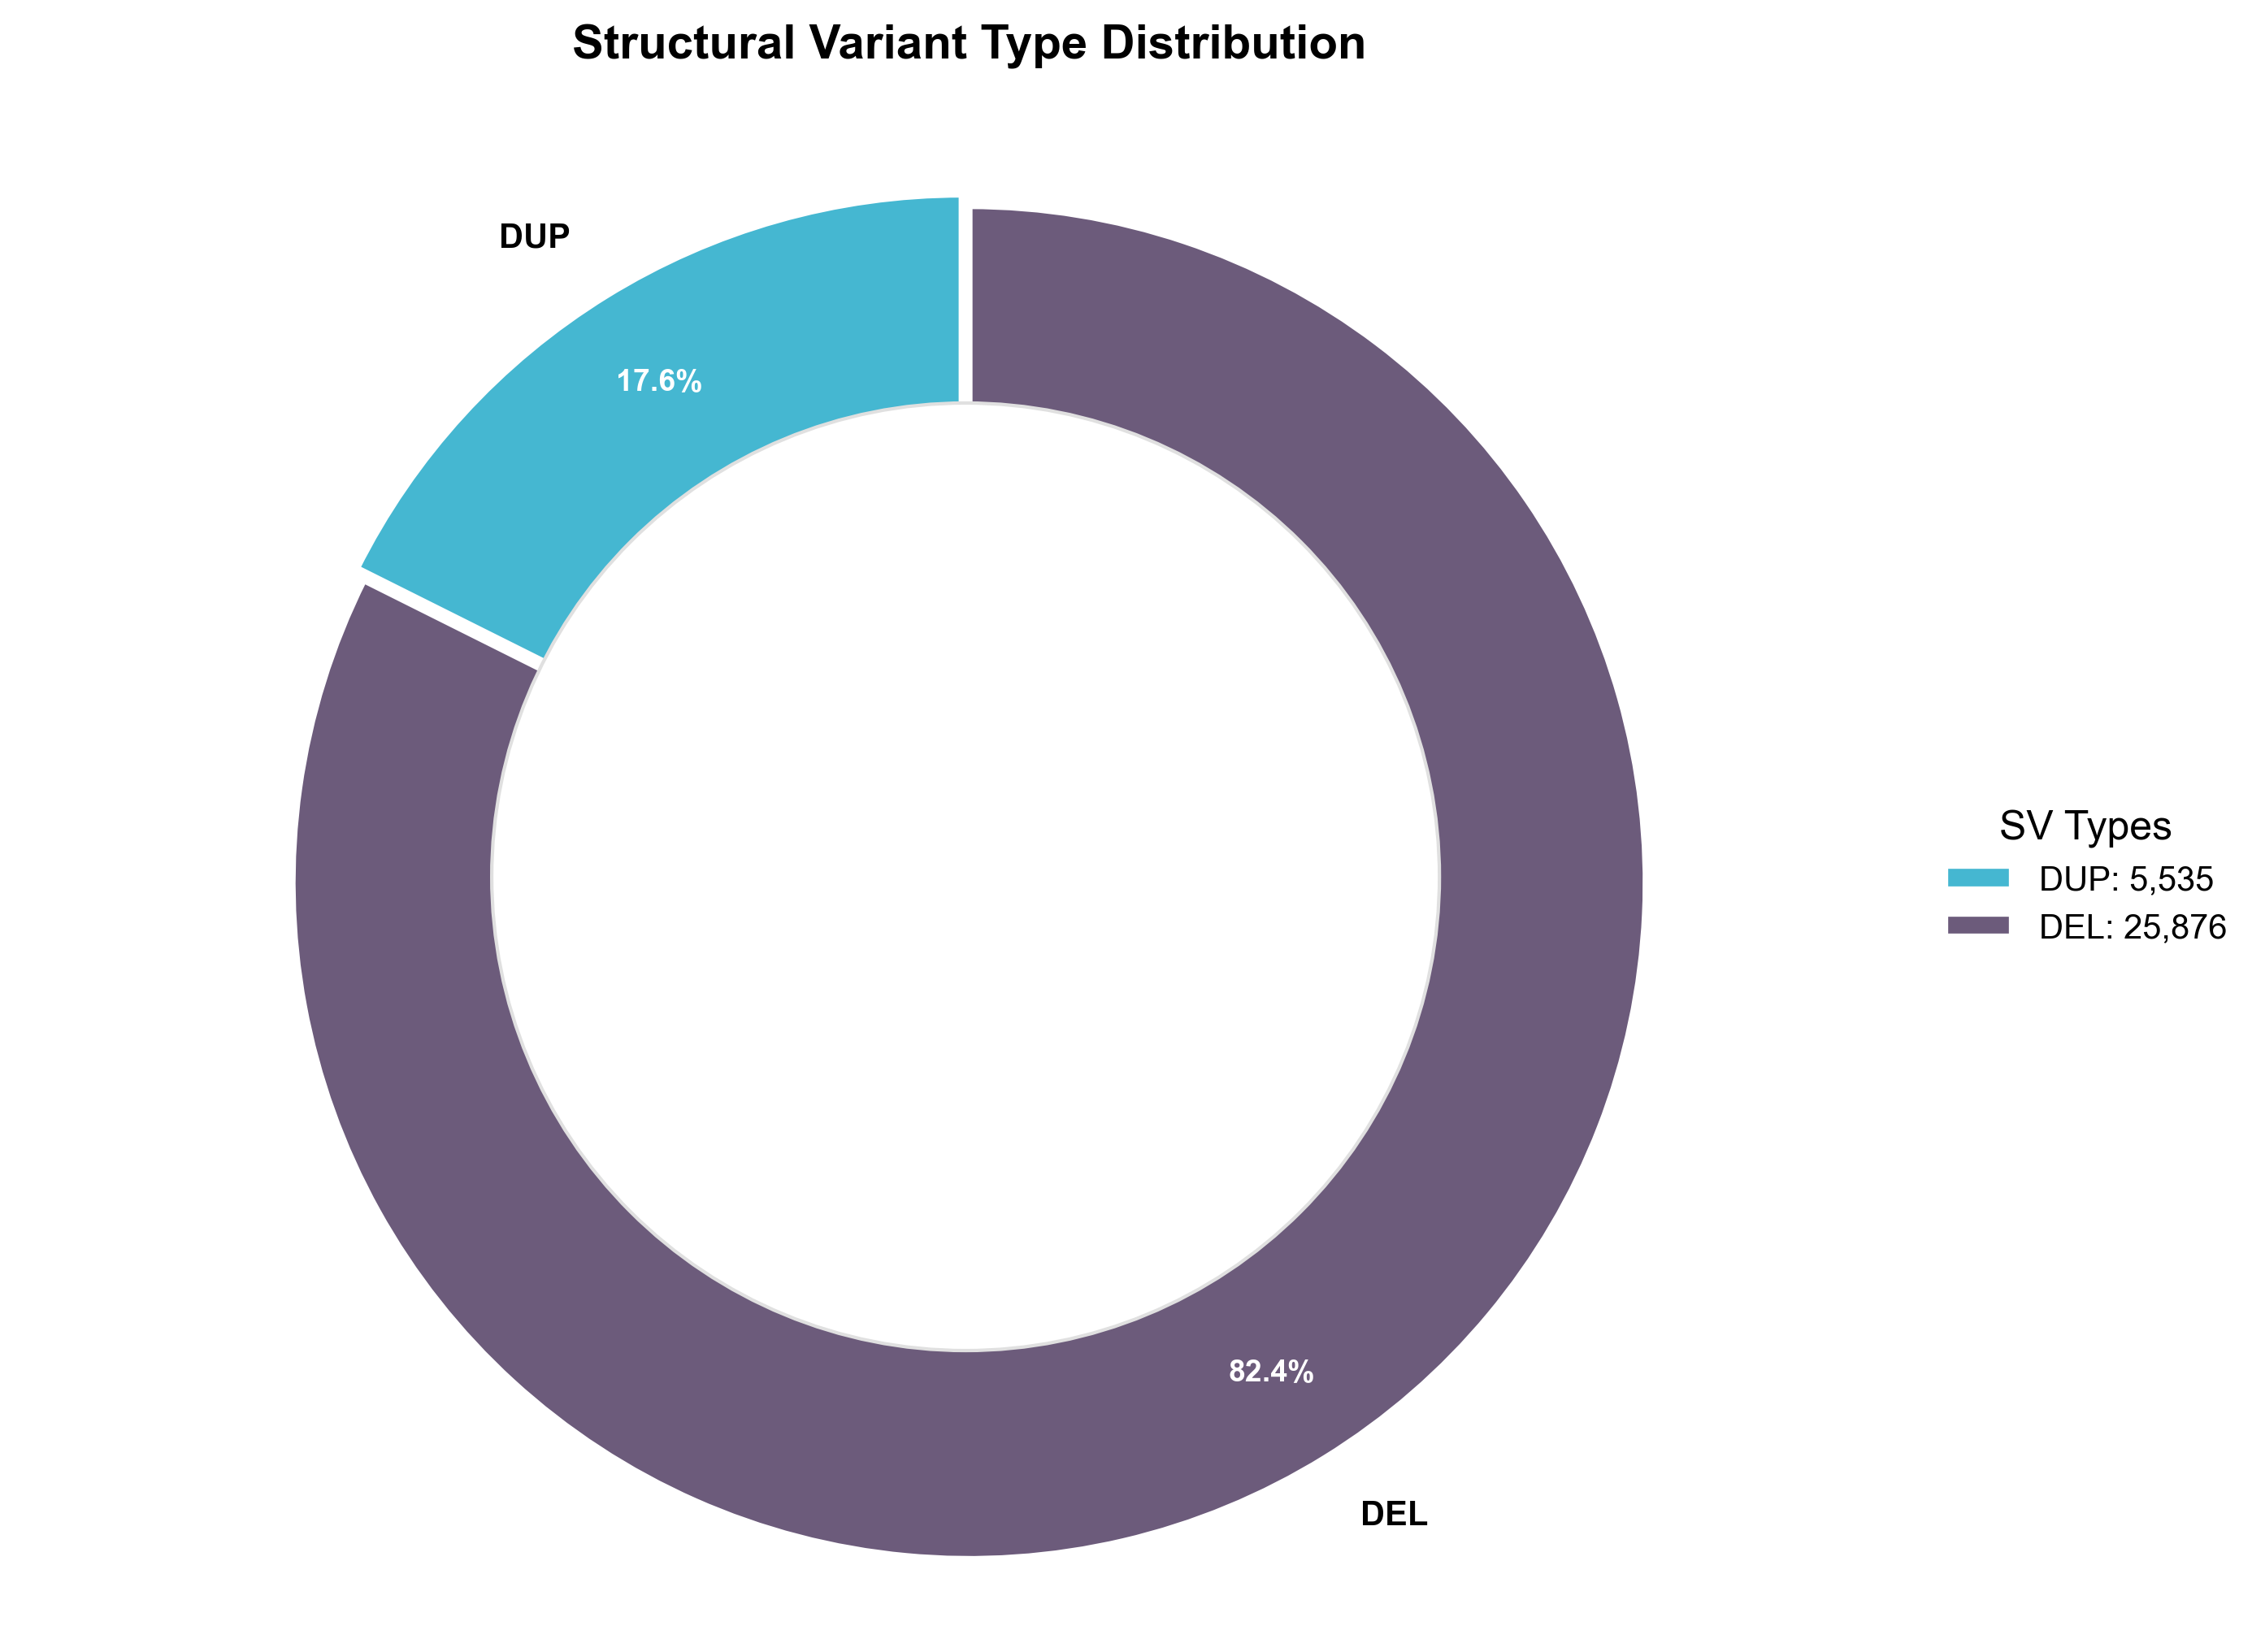 Structural Variant Type Distribution
DUP
17.6%
SV Types
DUP: 5,535
DEL: 25,876
82.4%
DEL